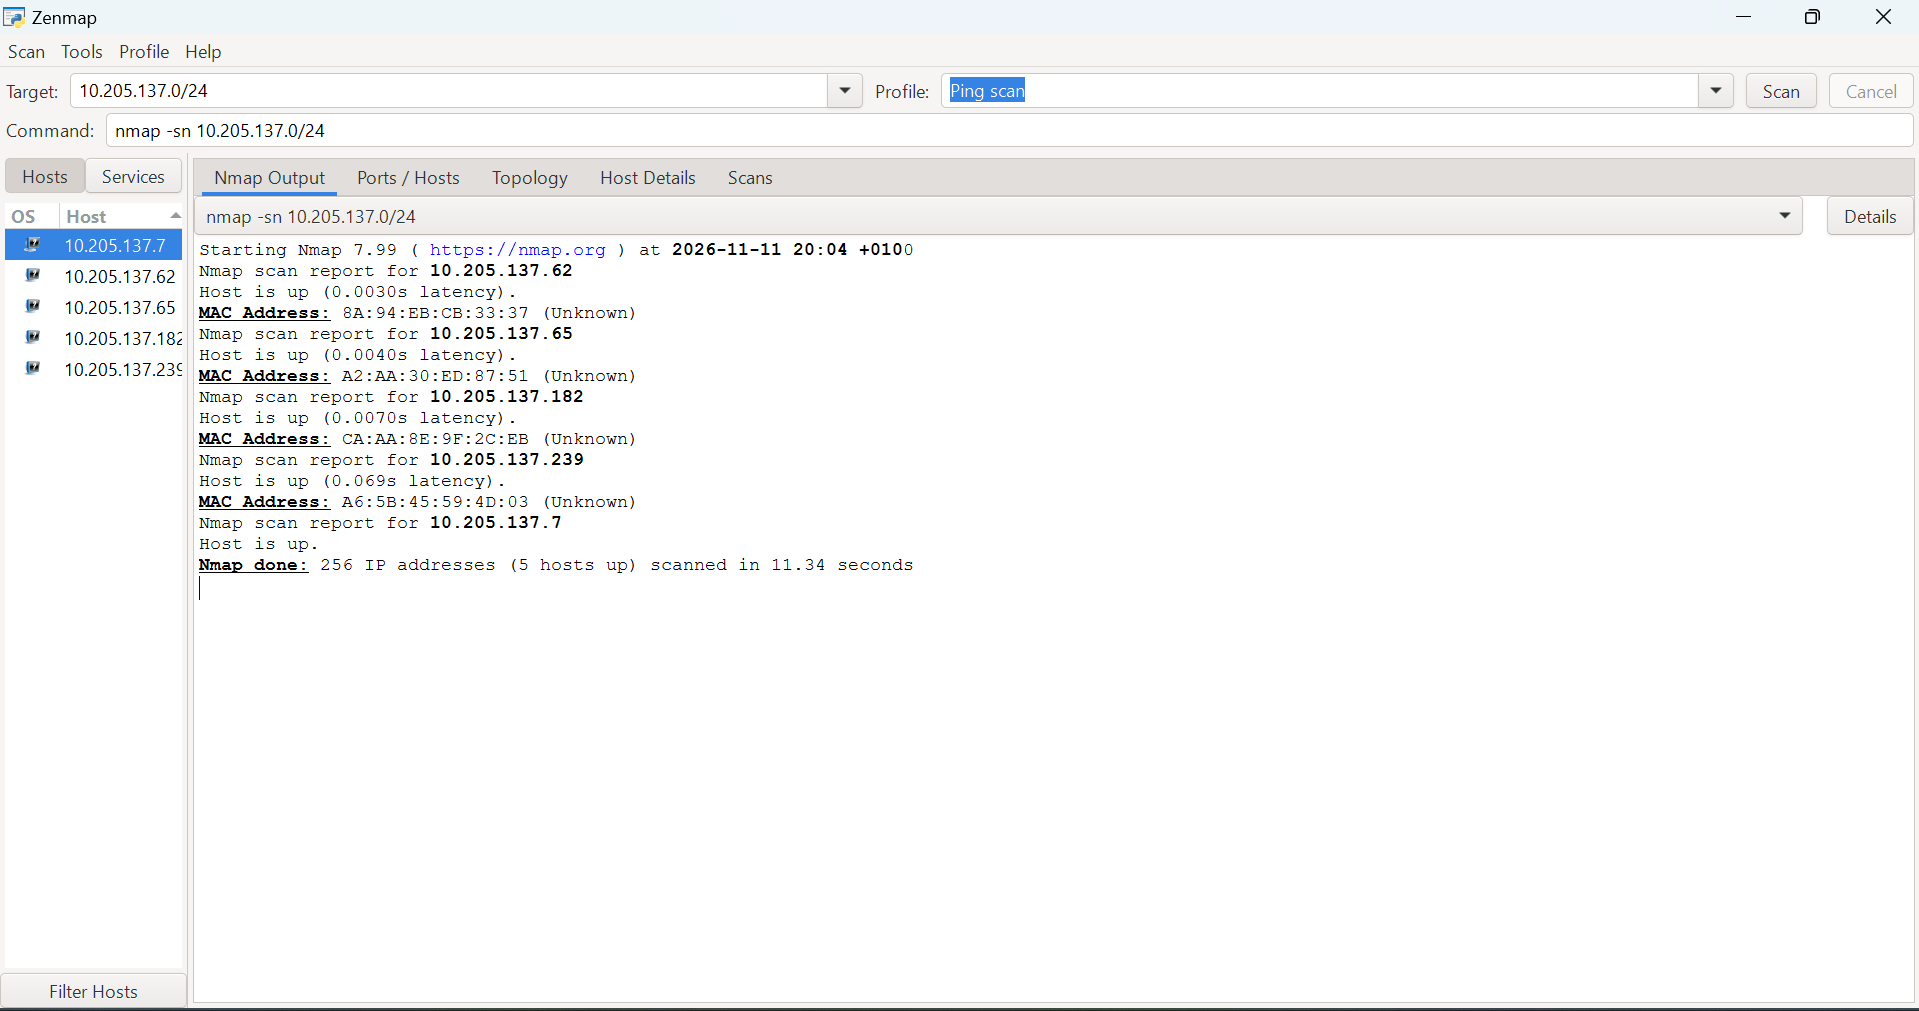 Zenmap
Scan Tools Profile Help
Target: 10.205.137.0/24 Profile: Ping scan Scan Cancel
Command: nmap -sn 10.205.137.0/24
Hosts Services
OS Host
10.205.137.7
10.205.137.62
10.205.137.65
10.205.137.182
10.205.137.239
Filter Hosts
Nmap Output Ports / Hosts Topology Host Details Scans
nmap -sn 10.205.137.0/24 Details
Starting Nmap 7.99 ( https://nmap.org ) at 2026-11-11 20:04 +0100
Nmap scan report for 10.205.137.62
Host is up (0.0030s latency).
MAC Address: 8A:94:EB:CB:33:37 (Unknown)
Nmap scan report for 10.205.137.65
Host is up (0.0040s latency).
MAC Address: A2:AA:30:ED:87:51 (Unknown)
Nmap scan report for 10.205.137.182
Host is up (0.0070s latency).
MAC Address: CA:AA:8E:9F:2C:EB (Unknown)
Nmap scan report for 10.205.137.239
Host is up (0.069s latency).
MAC Address: A6:5B:45:59:4D:03 (Unknown)
Nmap scan report for 10.205.137.7
Host is up.
Nmap done: 256 IP addresses (5 hosts up) scanned in 11.34 seconds